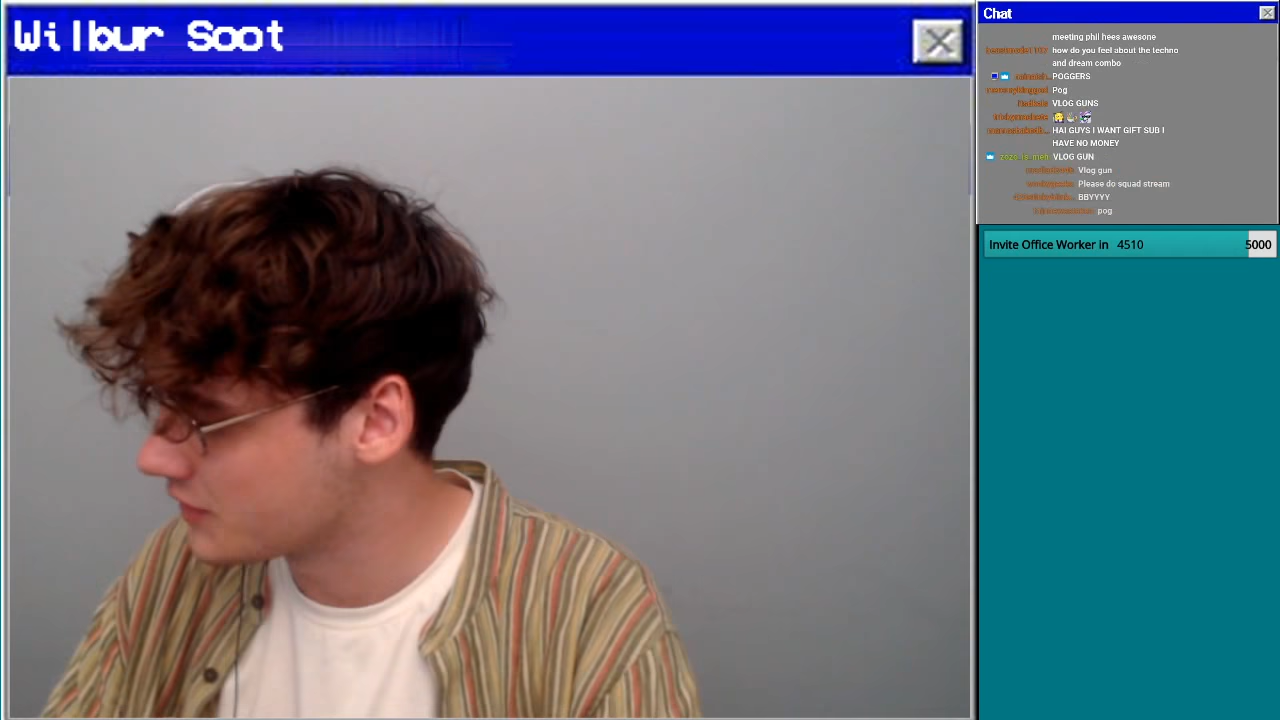 Wilbur Soot
Chat
meeting phil hees awesone
how do you feel about the techno
and dream combo
POGGERS
Pog
VLOG GUNS
HAI GUYS I WANT GIFT SUB I
HAVE NO MONEY
VLOG GUN
Vlog gun
Please do squad stream
BBYYYY
pog
Invite Office Worker in 4510 5000